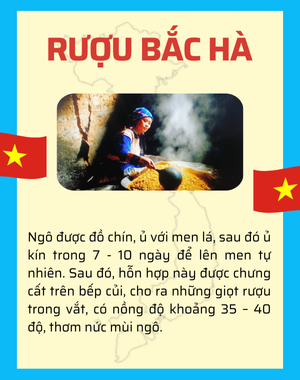 RƯỢU BẮC HÀ
Ngô được đồ chín, ủ với men lá, sau đó ủ
kín trong 7 - 10 ngày để lên men tự
nhiên. Sau đó, hỗn hợp này được chưng
cất trên bếp củi, cho ra những giọt rượu
trong vắt, có nồng độ khoảng 35 – 40
độ, thơm nức mùi ngô.